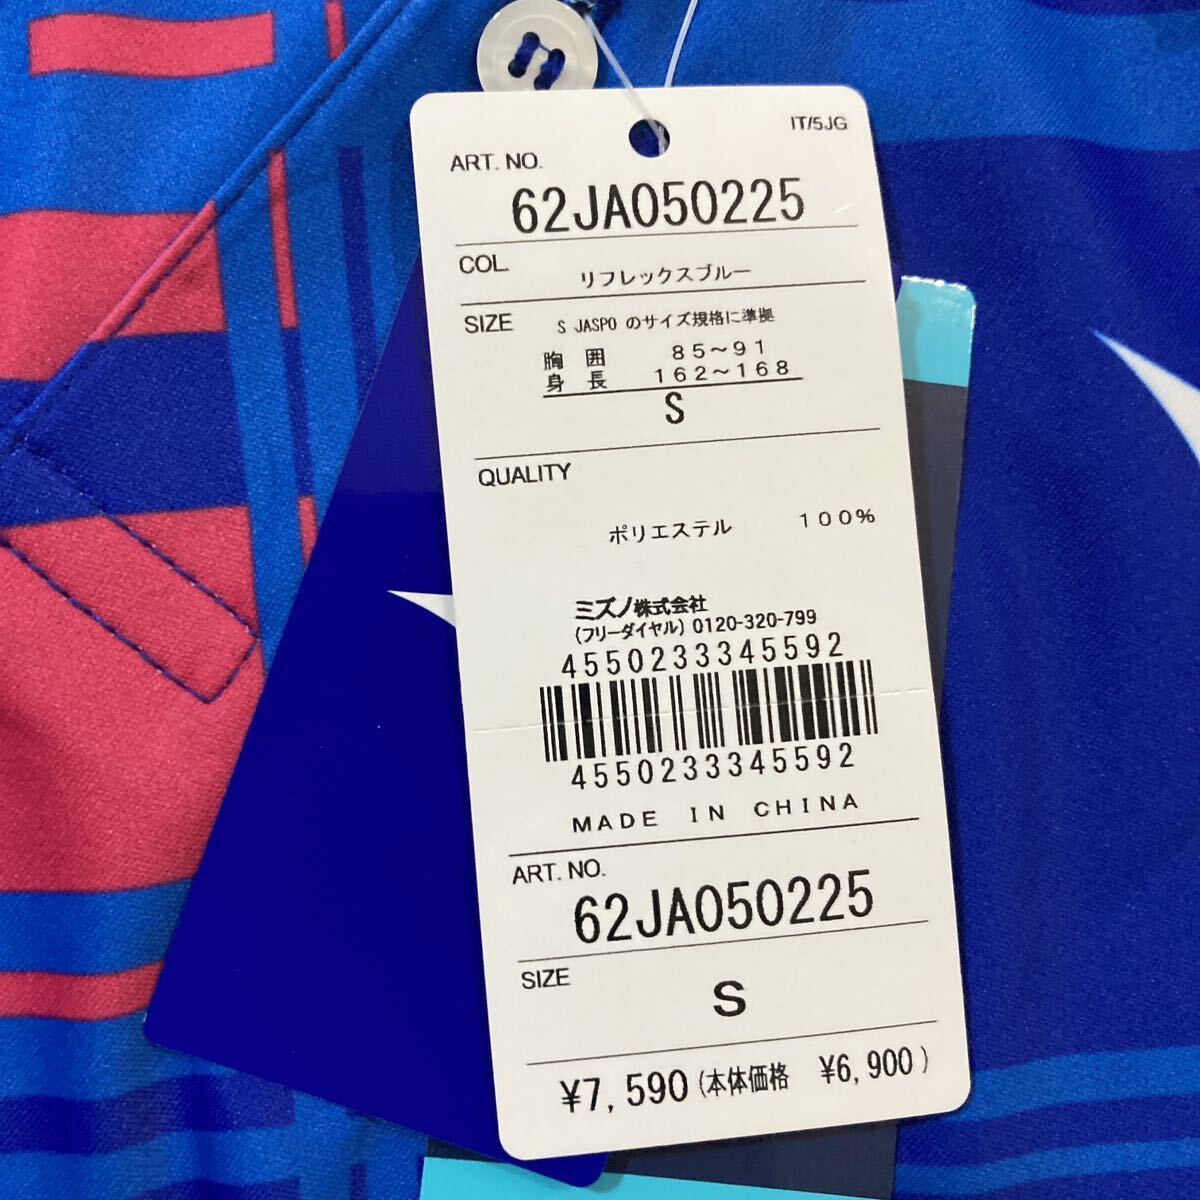 IT/5JG
ART. NO.
62JA050225
COL.
リフレックスブルー
SIZE
S JASPO のサイズ規格に準拠
胸 囲 85～91
身 長 162～168
S
QUALITY
ポリエステル 100%
ミズノ株式会社
(フリーダイヤル) 0120-320-799
4550233345592
4550233345592
MADE IN CHINA
ART. NO.
62JA050225
SIZE
S
¥7,590 (本体価格 ¥6,900)